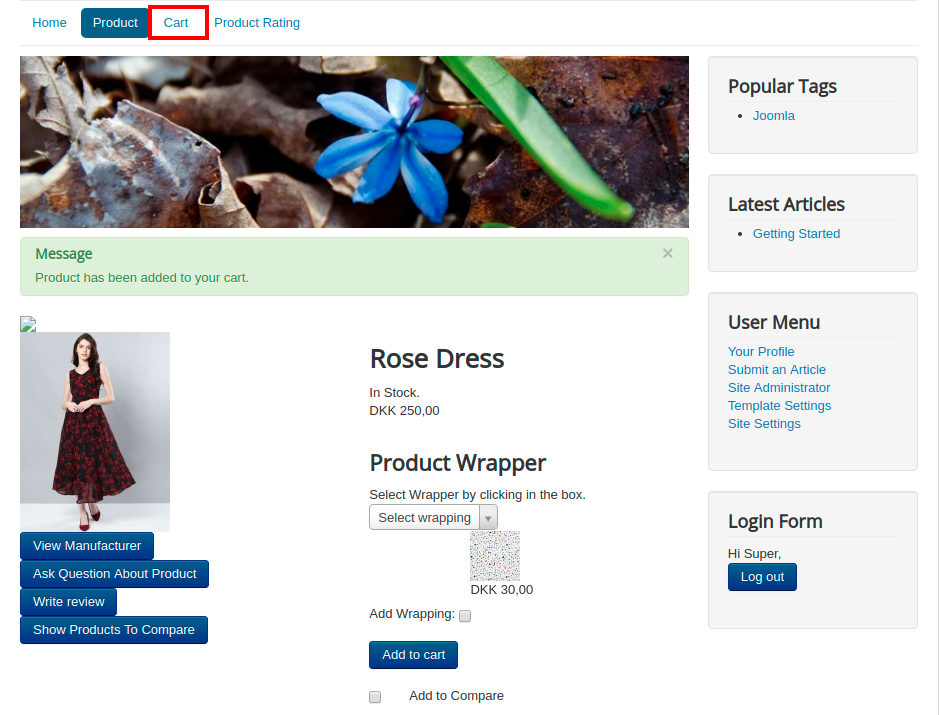 Home Product Cart Product Rating
Popular Tags
Joomla
Latest Articles
Getting Started
Message ×
Product has been added to your cart.
User Menu
Your Profile
Submit an Article
Site Administrator
Template Settings
Site Settings
Rose Dress
In Stock.
DKK 250,00
Product Wrapper
Select Wrapper by clicking in the box.
Select wrapping
DKK 30,00
Add Wrapping:
Add to cart
Add to Compare
View Manufacturer
Ask Question About Product
Write review
Show Products To Compare
Login Form
Hi Super,
Log out